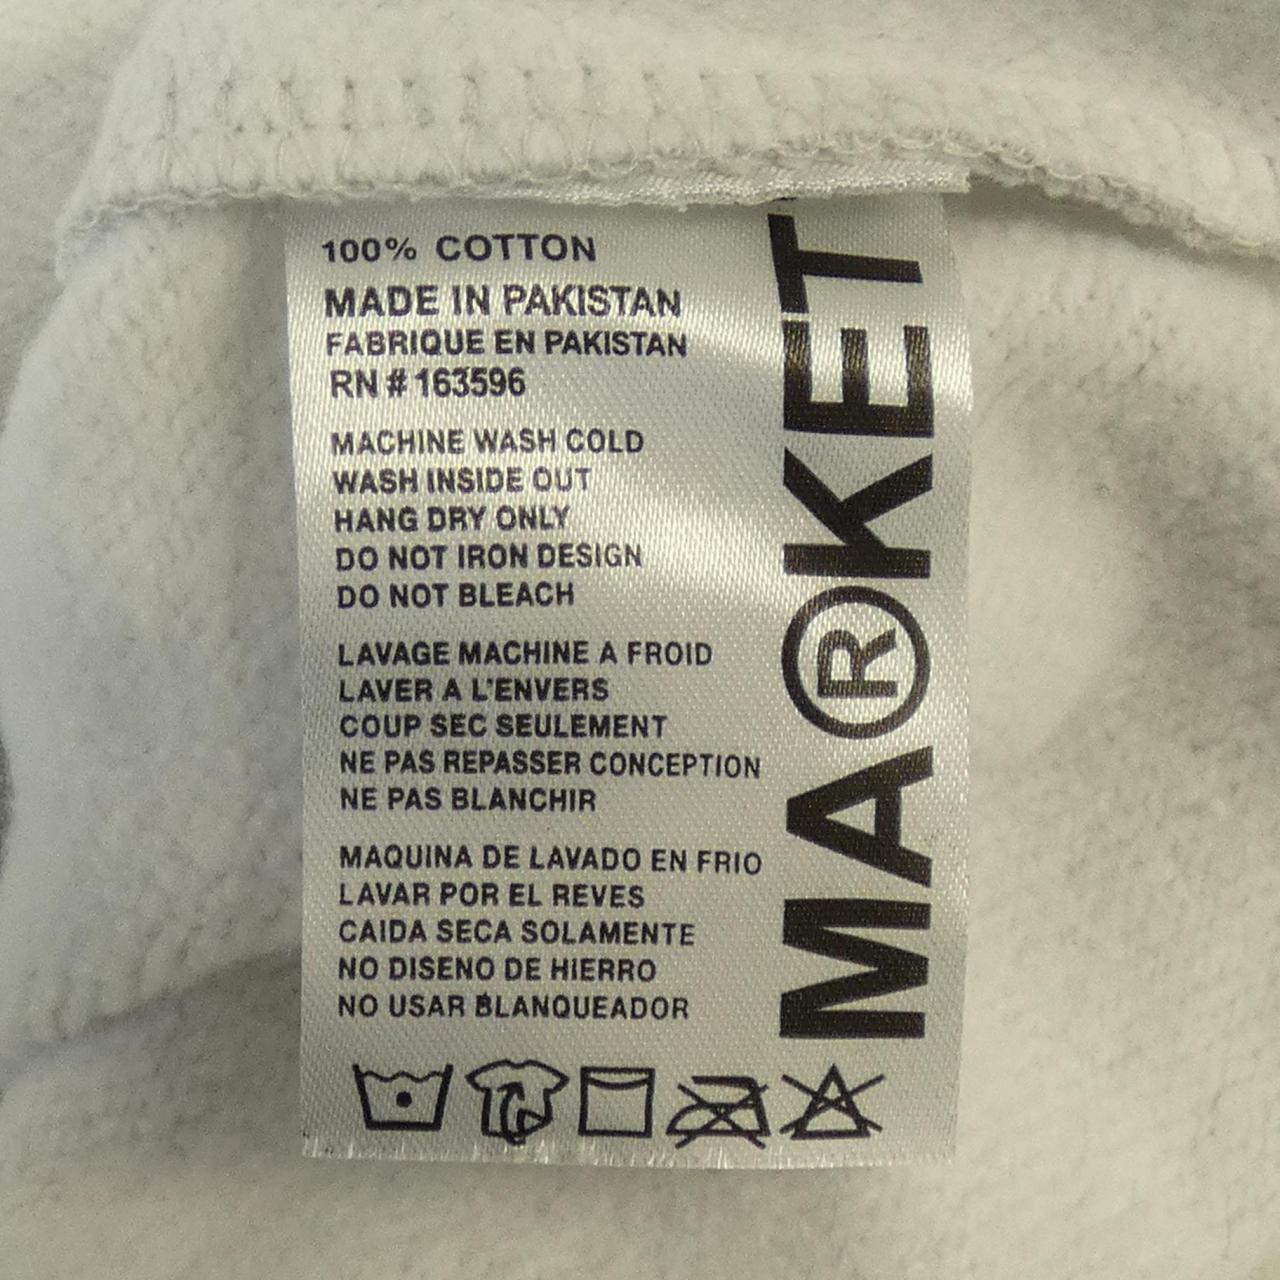 100% COTTON
MADE IN PAKISTAN
FABRIQUE EN PAKISTAN
RN # 163596
MACHINE WASH COLD
WASH INSIDE OUT
HANG DRY ONLY
DO NOT IRON DESIGN
DO NOT BLEACH
LAVAGE MACHINE A FROID
LAVER A L'ENVERS
COUP SEC SEULEMENT
NE PAS REPASSER CONCEPTION
NE PAS BLANCHIR
MAQUINA DE LAVADO EN FRIO
LAVAR POR EL REVES
CAIDA SECA SOLAMENTE
NO DISENO DE HIERRO
NO USAR BLANQUEADOR
MA®KET